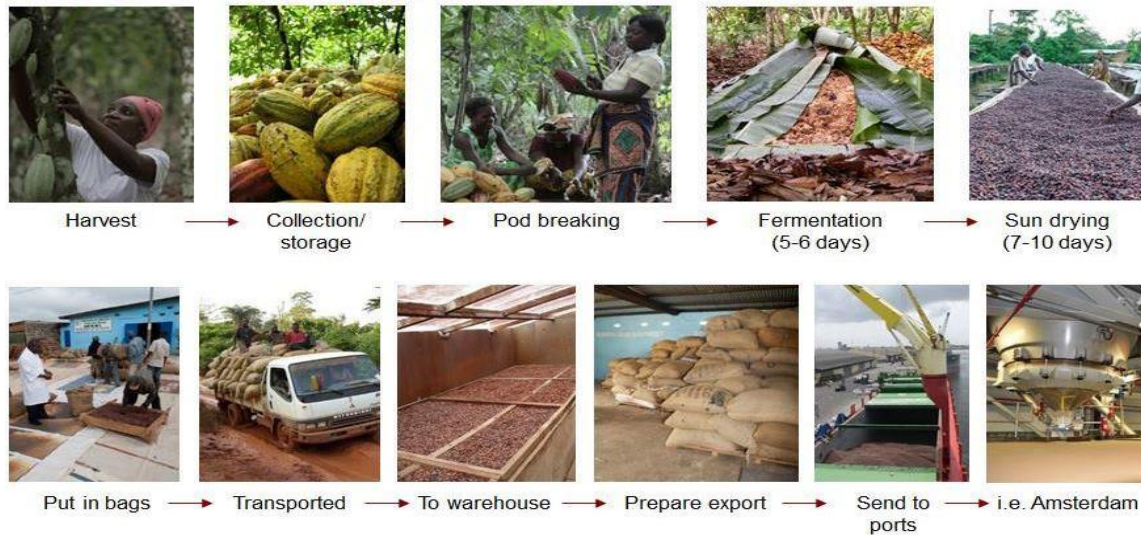 Harvest
Collection/
storage
Pod breaking
Fermentation
(5-6 days)
Sun drying
(7-10 days)
Put in bags
Transported
To warehouse
Prepare export
Send to
ports
i.e. Amsterdam